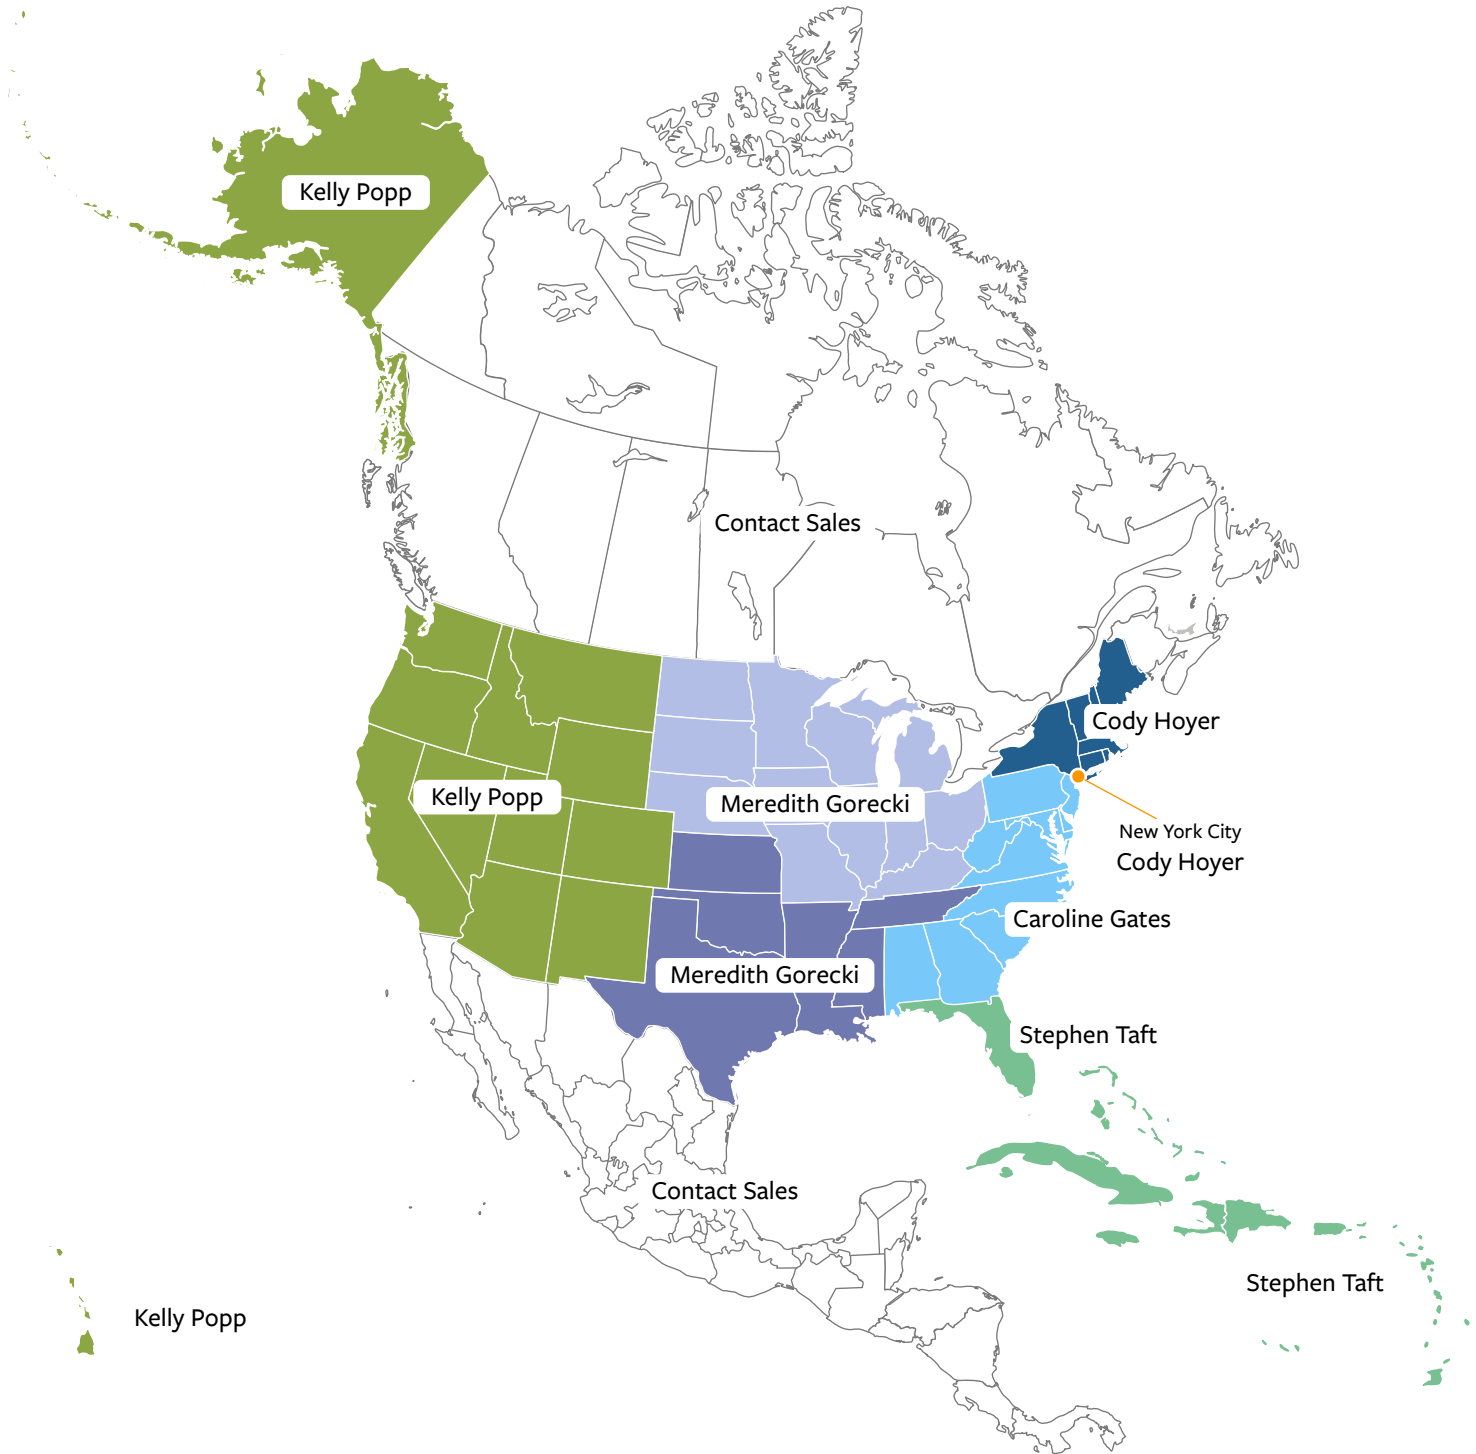 Kelly Popp
Contact Sales
Cody Hoyer
Kelly Popp
Meredith Gorecki
New York City
Cody Hoyer
Caroline Gates
Meredith Gorecki
Stephen Taft
Contact Sales
Stephen Taft
Kelly Popp